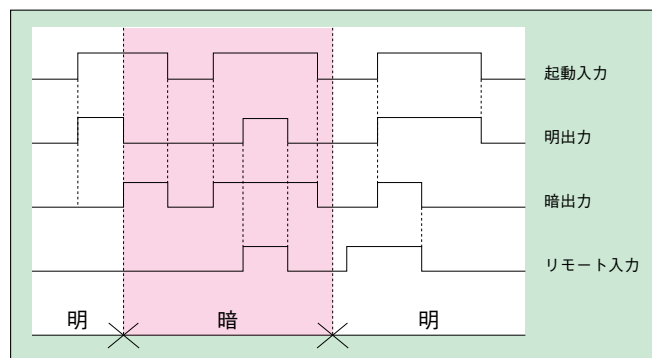 起動入力
明出力
暗出力
リモート入力
明 暗 明